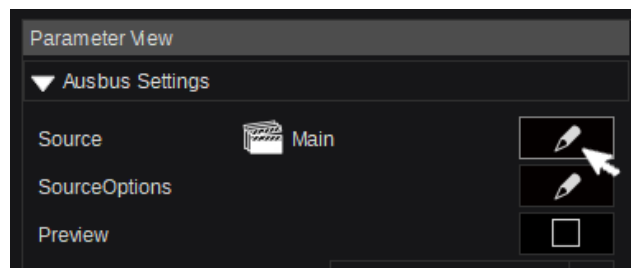 Parameter View
Ausbus Settings
Source Main
SourceOptions
Preview